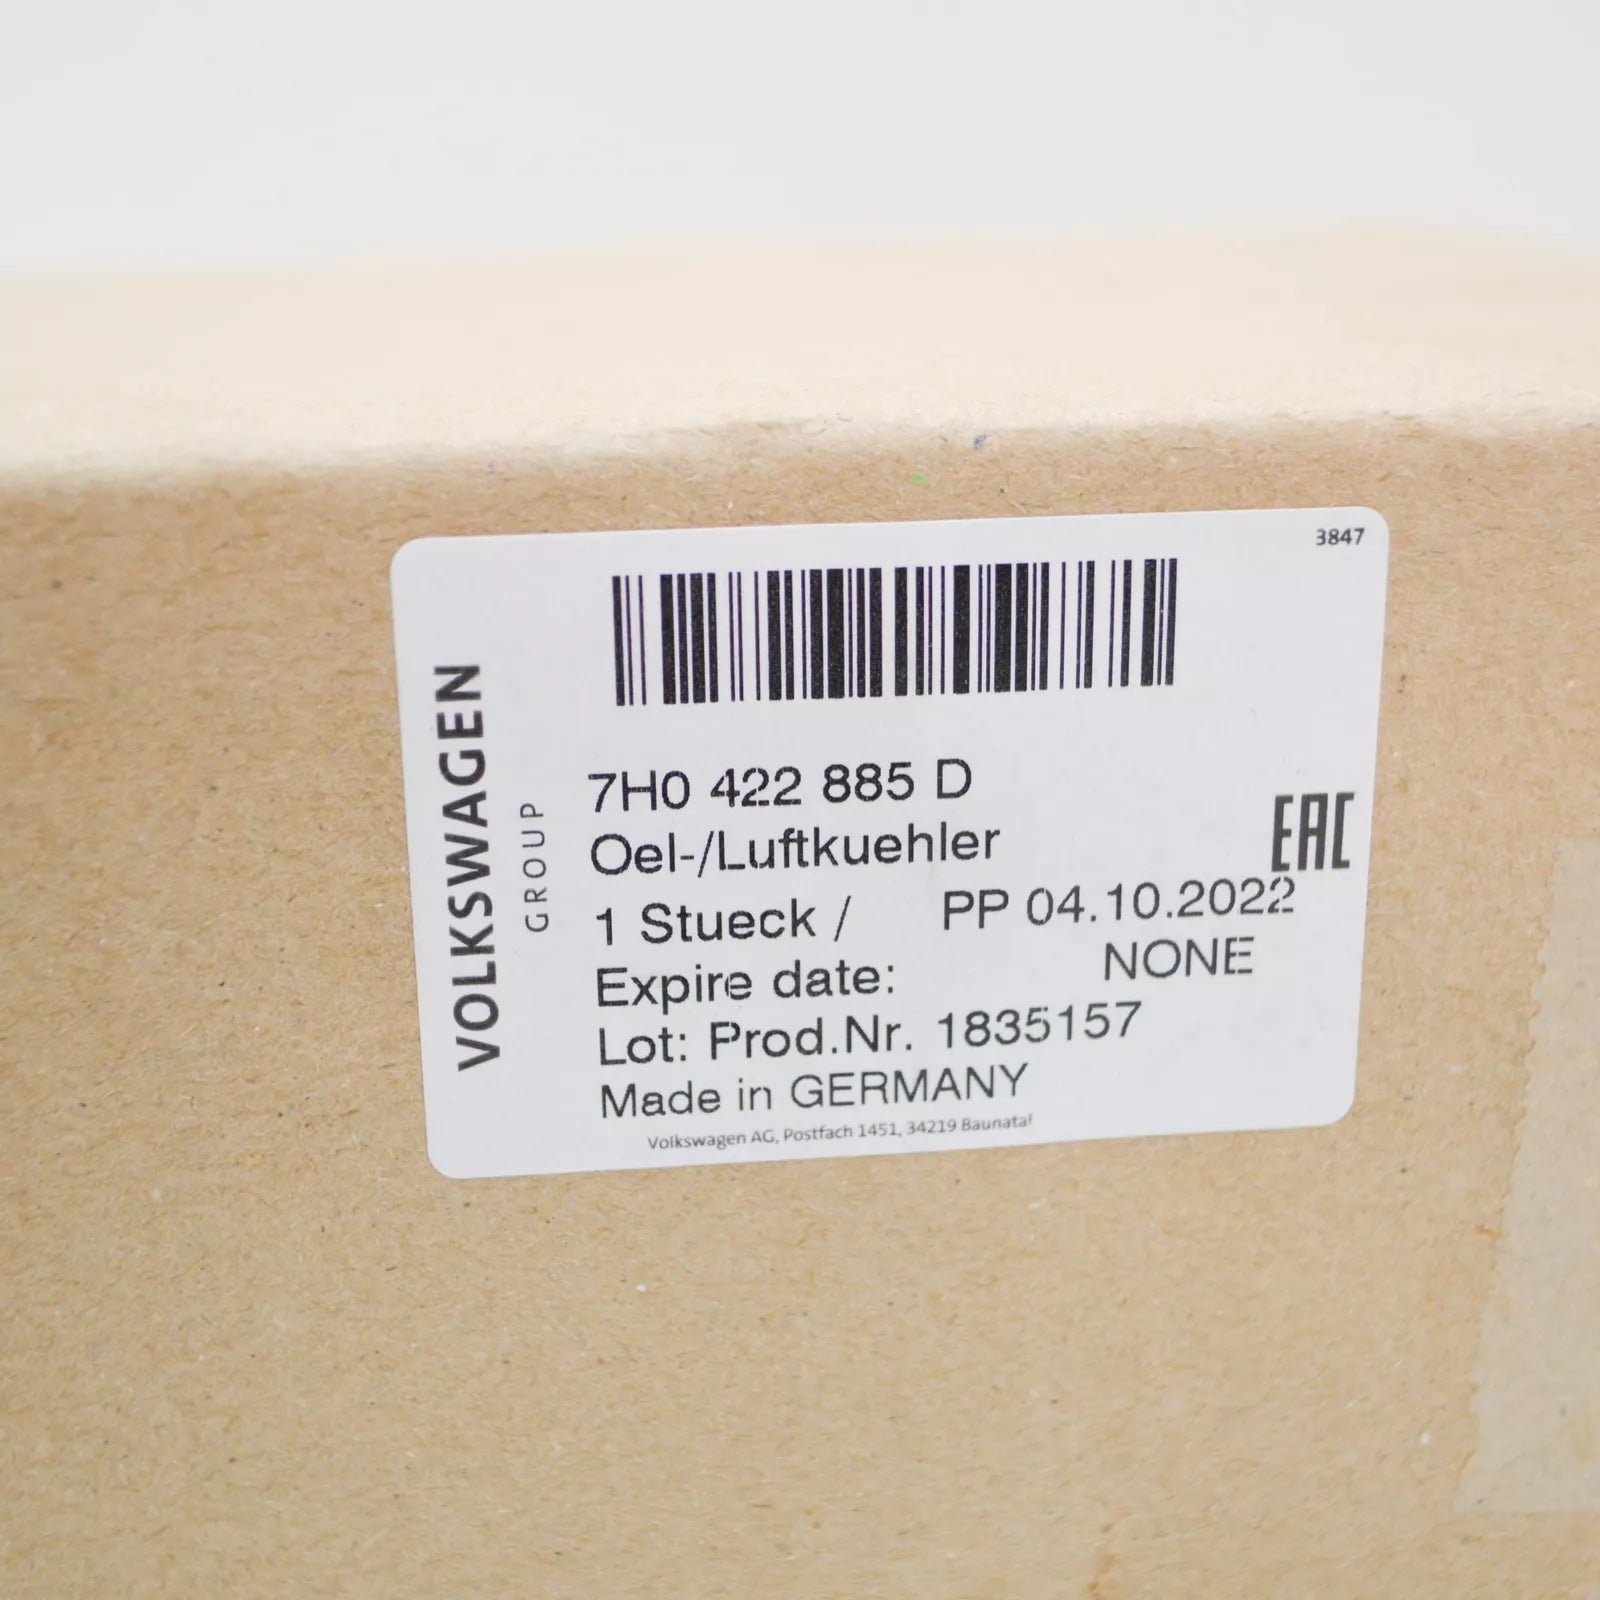 3847
VOLKSWAGEN
GROUP
7H0 422 885 D
Oel-/Luftkuehler
EAC
1 Stueck / PP 04.10.2022
Expire date: NONE
Lot: Prod.Nr. 1835157
Made in GERMANY
Volkswagen AG, Postfach 1451, 34219 Baunatal